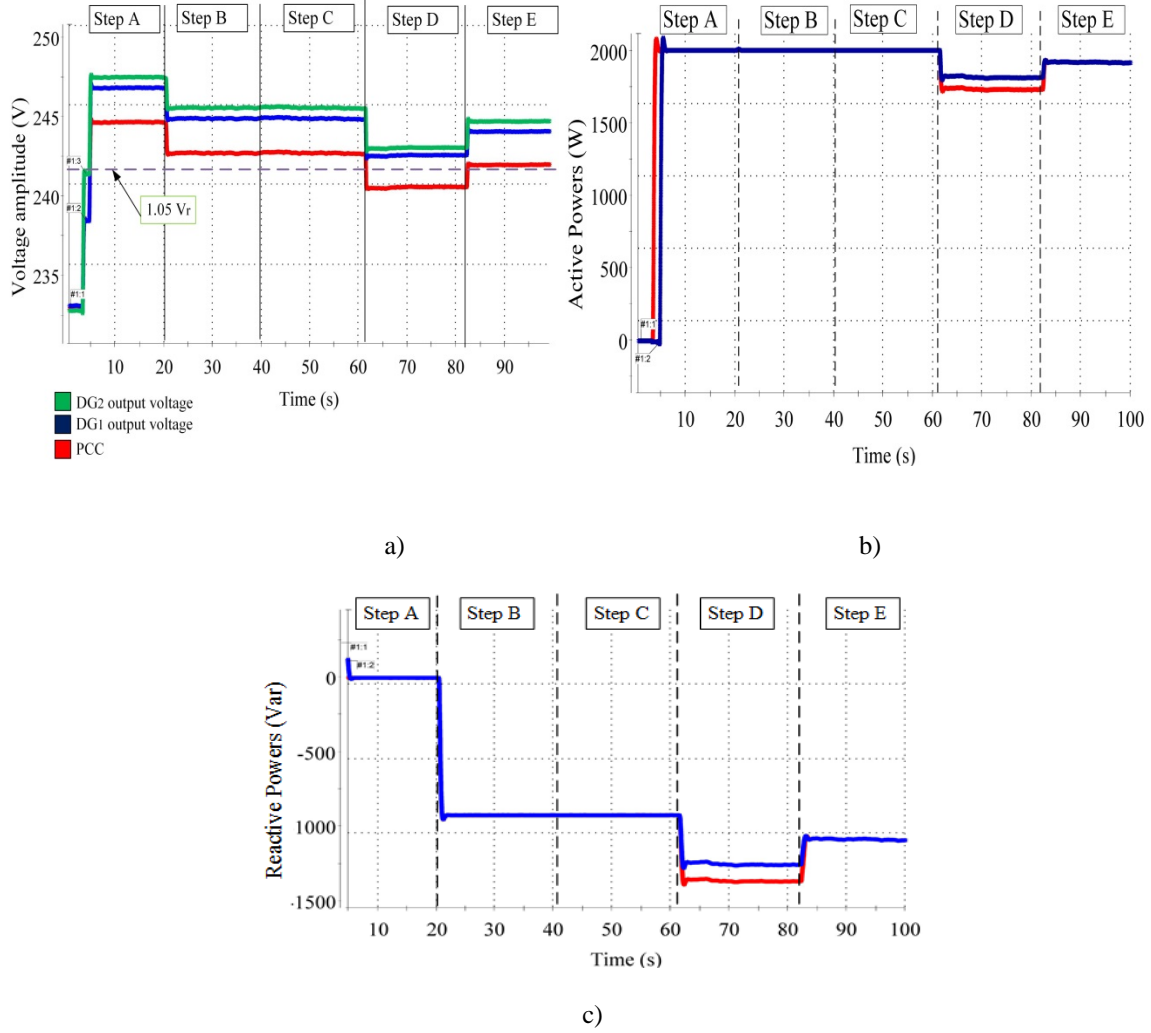 a)
Step A Step B Step C Step D Step E
250
245
240
235
Voltage amplitude (V)
#1:3
#1:2
#1:1
1.05 Vr
10 20 30 40 50 60 70 80 90
Time (s)
DG2 output voltage
DG1 output voltage
PCC
a)
b)
Step A Step B Step C Step D Step E
2000
1500
1000
500
0
Active Powers (W)
#1:1
#1:2
10 20 30 40 50 60 70 80 90 100
Time (s)
b)
Step A Step B Step C Step D Step E
#1:1
#1:2
0
-500
1000
-1500
Reactive Powers (Var)
10 20 30 40 50 60 70 80 90 100
Time (s)
c)